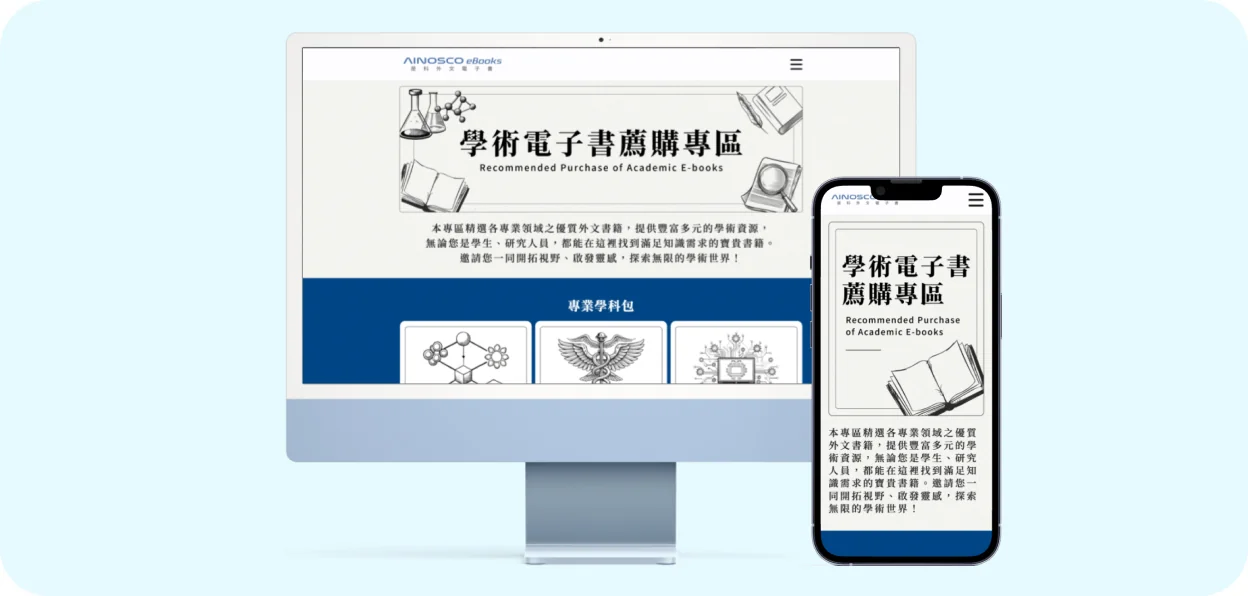 AINOSCO eBooks
碩科外文電子書
學術電子書薦購專區
Recommended Purchase of Academic E-books
本專區精選各專業領域之優質外文書籍，提供豐富多元的學術資源，
無論您是學生、研究人員，都能在這裡找到滿足知識需求的寶貴書籍。
邀請您一同開拓視野、啟發靈感，探索無限的學術世界！
專業學科包
AINOSCO
學術電子書
薦購專區
Recommended Purchase
of Academic E-books
本專區精選各專業領域之優質
外文書籍，提供豐富多元的學
術資源，無論您是學生、研究
人員，都能在這裡找到滿足知
識需求的寶貴書籍。邀請您一
同開拓視野、啟發靈感，探索
無限的學術世界！